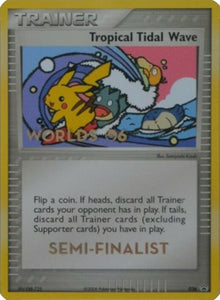 TRAINER
Tropical Tidal Wave
WORLDS '06
Flip a coin. If heads, discard all Trainer
cards your opponent has in play. If tails,
discard all Trainer cards (excluding
Supporter cards) you have in play.
SEMI-FINALIST